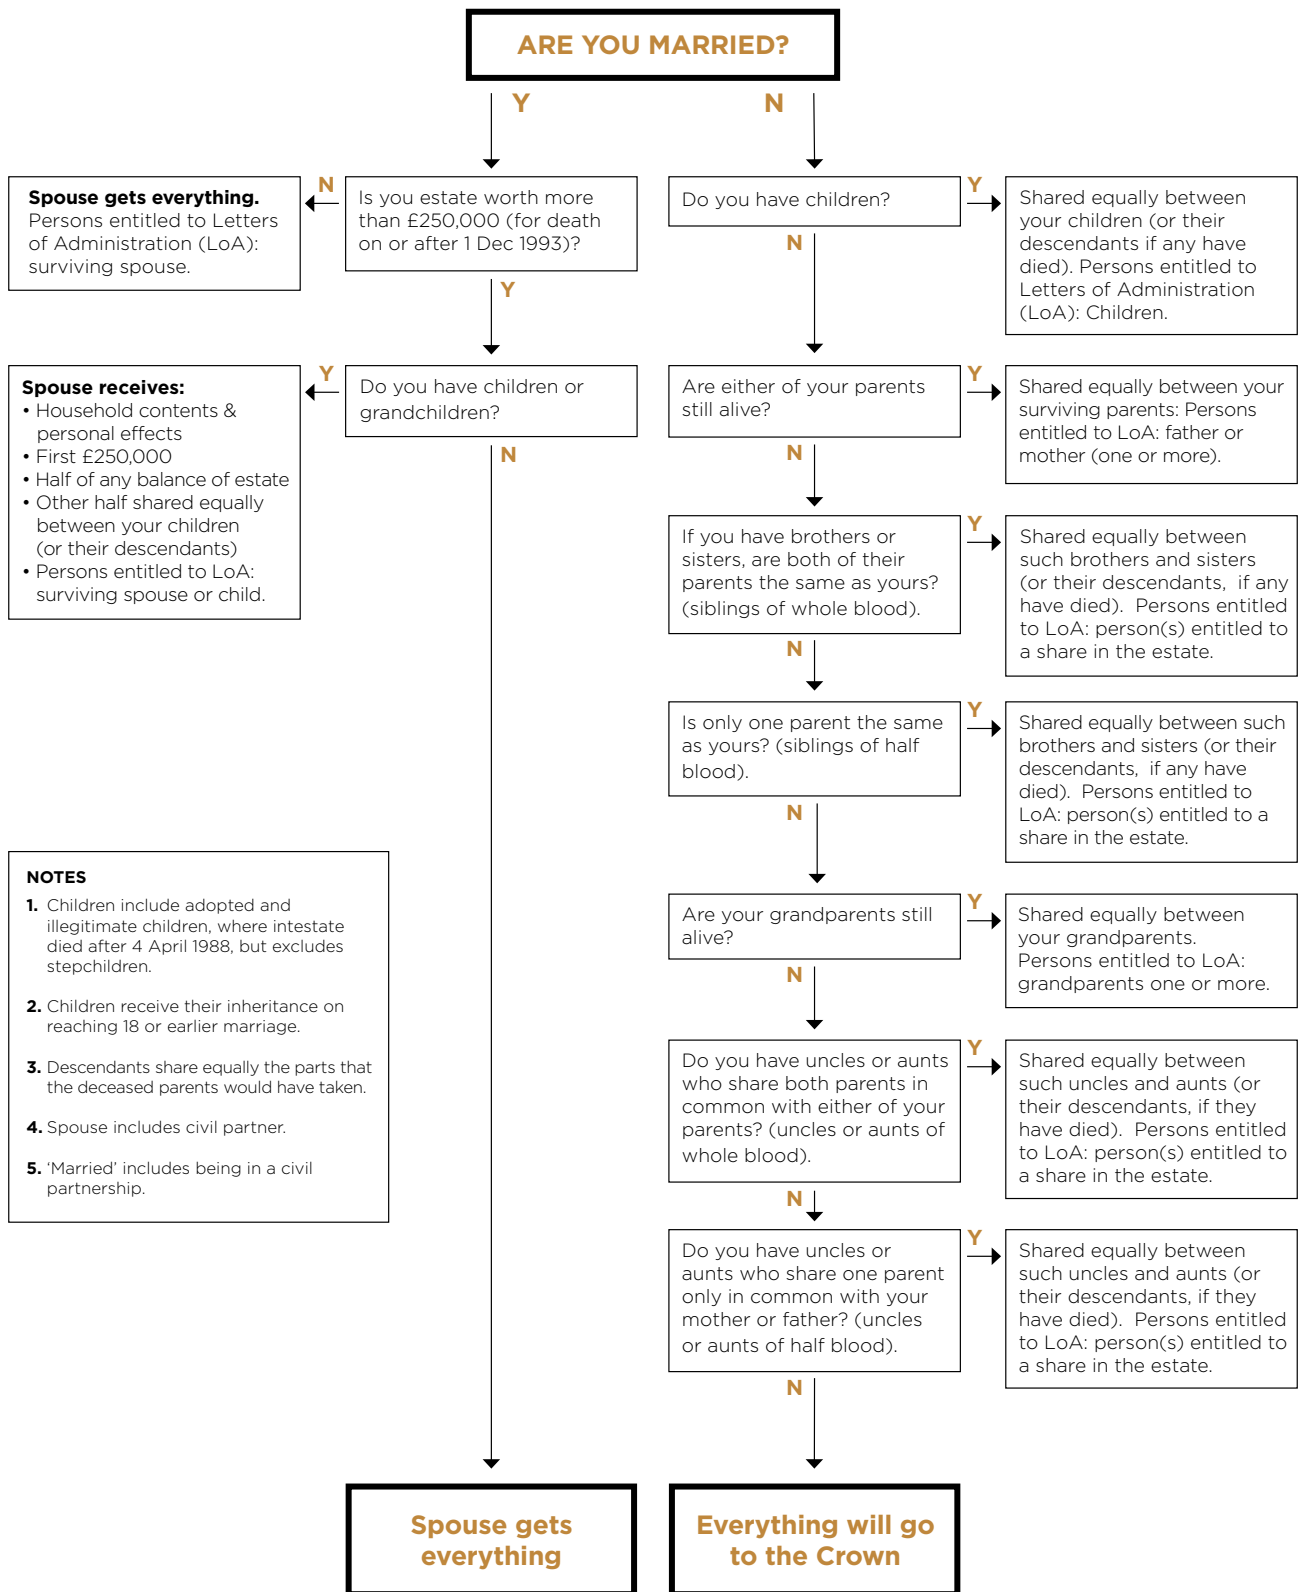 ARE YOU MARRIED?
Y
N
Spouse gets everything.
Persons entitled to Letters
of Administration (LoA):
surviving spouse.
N
Is you estate worth more
than £250,000 (for death
on or after 1 Dec 1993)?
Y
Do you have children?
Y
N
Shared equally between
your children (or their
descendants if any have
died). Persons entitled to
Letters of Administration
(LoA): Children.
Spouse receives:
• Household contents &
personal effects
• First £250,000
• Half of any balance of estate
• Other half shared equally
between your children
(or their descendants)
• Persons entitled to LoA:
surviving spouse or child.
Y
Do you have children or
grandchildren?
N
Are either of your parents
still alive?
Y
N
Shared equally between your
surviving parents: Persons
entitled to LoA: father or
mother (one or more).
If you have brothers or
sisters, are both of their
parents the same as yours?
(siblings of whole blood).
Y
N
Shared equally between
such brothers and sisters
(or their descendants, if any
have died). Persons entitled
to LoA: person(s) entitled to
a share in the estate.
Is only one parent the same
as yours? (siblings of half
blood).
Y
N
Shared equally between such
brothers and sisters (or their
descendants, if any have
died). Persons entitled to
LoA: person(s) entitled to a
share in the estate.
NOTES
1. Children include adopted and
illegitimate children, where intestate
died after 4 April 1988, but excludes
stepchildren.
2. Children receive their inheritance on
reaching 18 or earlier marriage.
3. Descendants share equally the parts that
the deceased parents would have taken.
4. Spouse includes civil partner.
5. ‘Married’ includes being in a civil
partnership.
Are your grandparents still
alive?
Y
N
Shared equally between
your grandparents.
Persons entitled to LoA:
grandparents one or more.
Do you have uncles or aunts
who share both parents in
common with either of your
parents? (uncles or aunts of
whole blood).
Y
N
Shared equally between
such uncles and aunts (or
their descendants, if they
have died). Persons entitled
to LoA: person(s) entitled to
a share in the estate.
Do you have uncles or
aunts who share one parent
only in common with your
mother or father? (uncles
or aunts of half blood).
Y
N
Shared equally between
such uncles and aunts (or
their descendants, if they
have died). Persons entitled
to LoA: person(s) entitled to
a share in the estate.
Spouse gets
everything
Everything will go
to the Crown